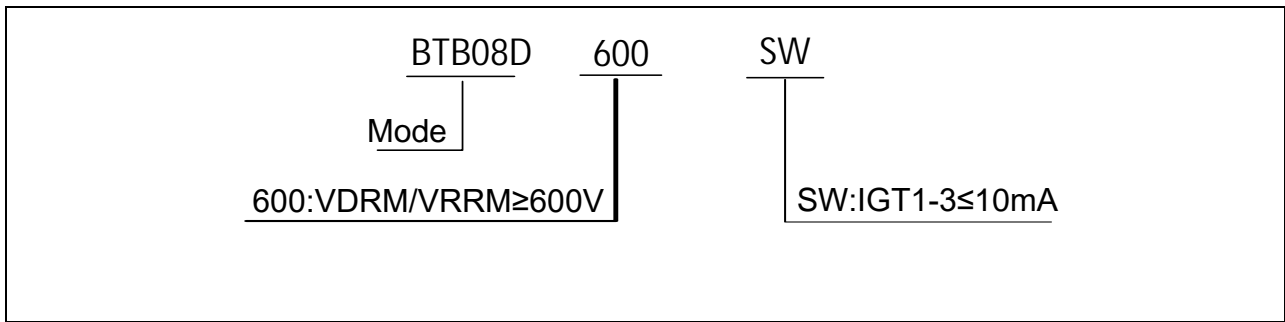 BTB08D 600 SW
Mode
600:VDRM/VRRM≥600V SW:IGT1-3≤10mA